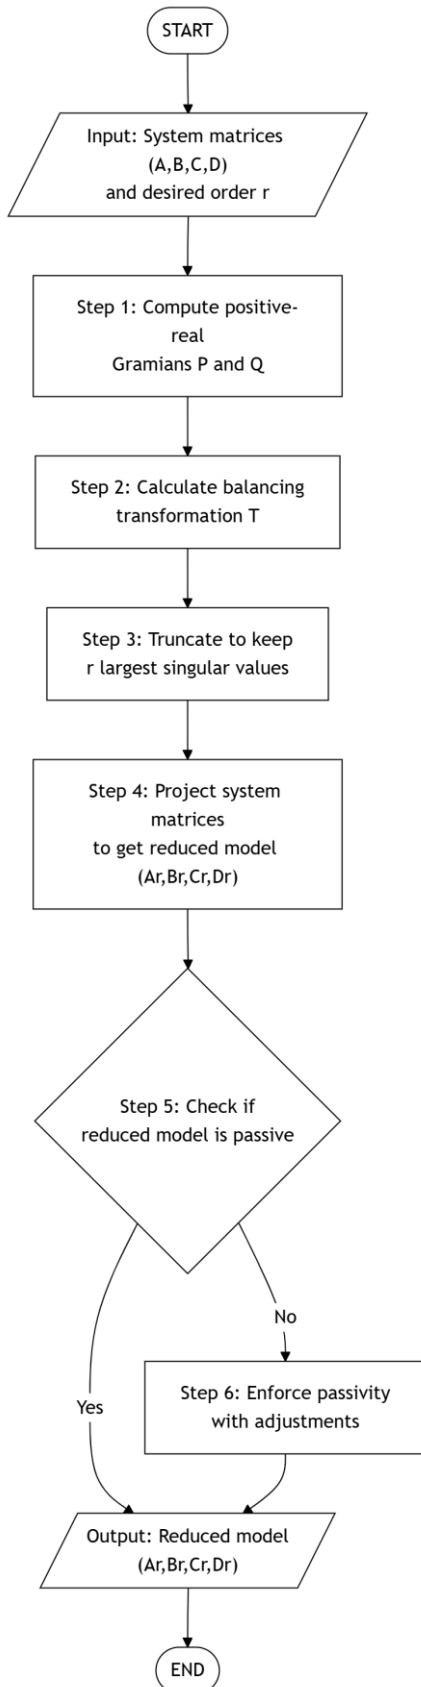 START
Input: System matrices
(A,B,C,D)
and desired order r
Step 1: Compute positive-
real
Gramians P and Q
Step 2: Calculate balancing
transformation T
Step 3: Truncate to keep
r largest singular values
Step 4: Project system
matrices
to get reduced model
(Ar,Br,Cr,Dr)
Step 5: Check if
reduced model is passive
No
Step 6: Enforce passivity
with adjustments
Yes
Output: Reduced model
(Ar,Br,Cr,Dr)
END